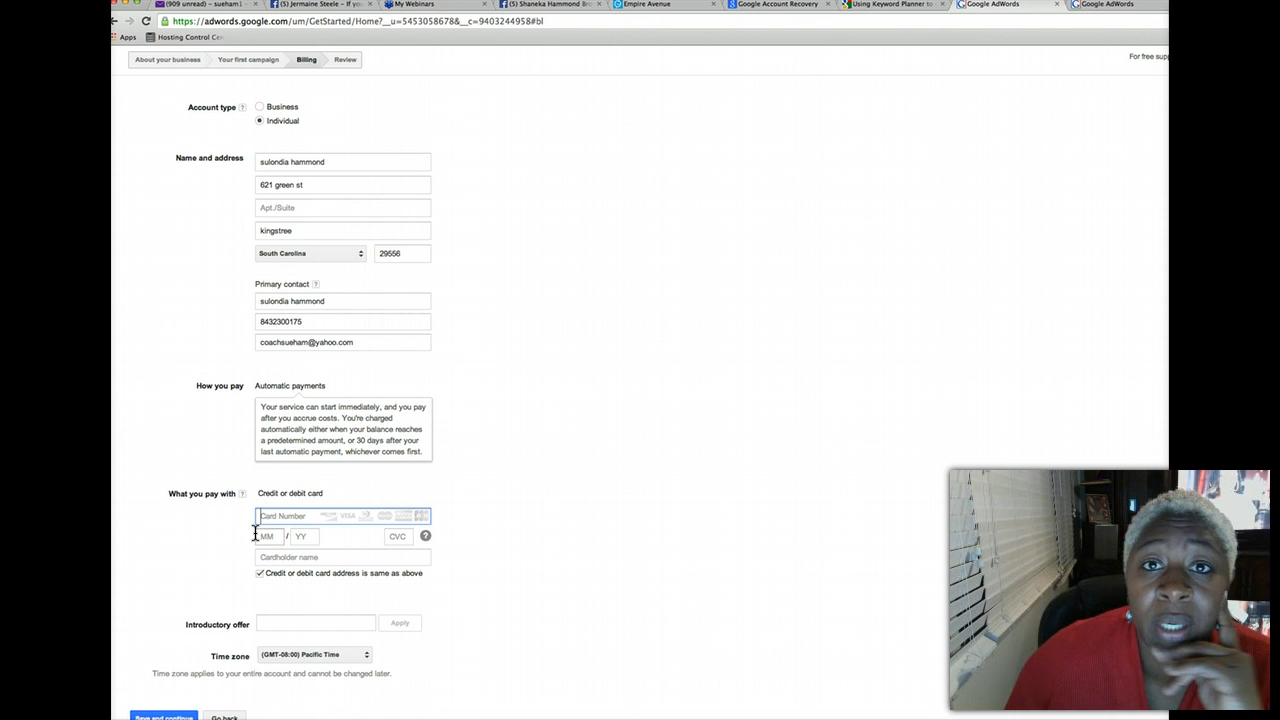 (909 unread) – sueham1
(5) Jermaine Steele – If y
My Webinars
(5) Shaneka Hammond Bro
Empire Avenue
Google Account Recovery
Using Keyword Planner to
Google AdWords
Google AdWords
https://adwords.google.com/um/GetStarted/Home?__u=5453058678&__c=9403244958#bl
Apps
Hosting Control Ce
About your business
Your first campaign
Billing
Review
For free supp
Account type ?
Business
Individual
Name and address
sulondia hammond
621 green st
Apt./Suite
kingstree
South Carolina
29556
Primary contact ?
sulondia hammond
8432300175
coachsueham@yahoo.com
How you pay
Automatic payments
Your service can start immediately, and you pay
after you accrue costs. You're charged
automatically either when your balance reaches
a predetermined amount, or 30 days after your
last automatic payment, whichever comes first.
What you pay with ?
Credit or debit card
Card Number
VISA
MM / YY
CVC ?
Cardholder name
Credit or debit card address is same as above
Introductory offer
Apply
Time zone
(GMT-08:00) Pacific Time
Time zone applies to your entire account and cannot be changed later.
Save and continue
Go back